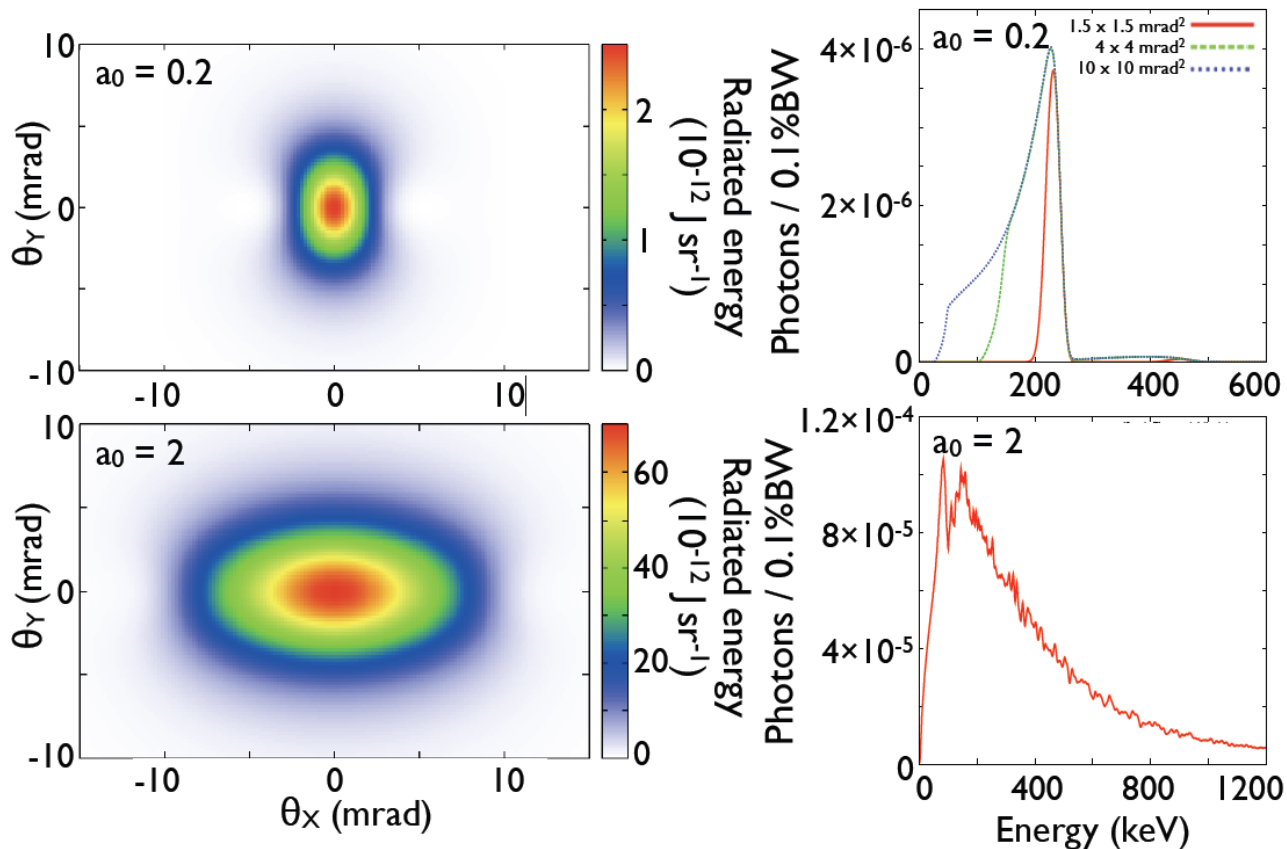 10
0
-10
θY (mrad)
a0 = 0.2
-10
0
10
2
1
0
Radiated energy
(10-12 J sr-1)
Photons / 0.1%BW
4×10-6
2×10-6
0
a0 = 0.2
1.5 x 1.5 mrad2
4 x 4 mrad2
10 x 10 mrad2
0
200
400
600
10
0
-10
θY (mrad)
a0 = 2
-10
0
10
θX (mrad)
60
40
20
0
Radiated energy
(10-12 J sr-1)
Photons / 0.1%BW
1.2×10-4
8×10-5
4×10-5
0
a0 = 2
0
400
800
1200
Energy (keV)